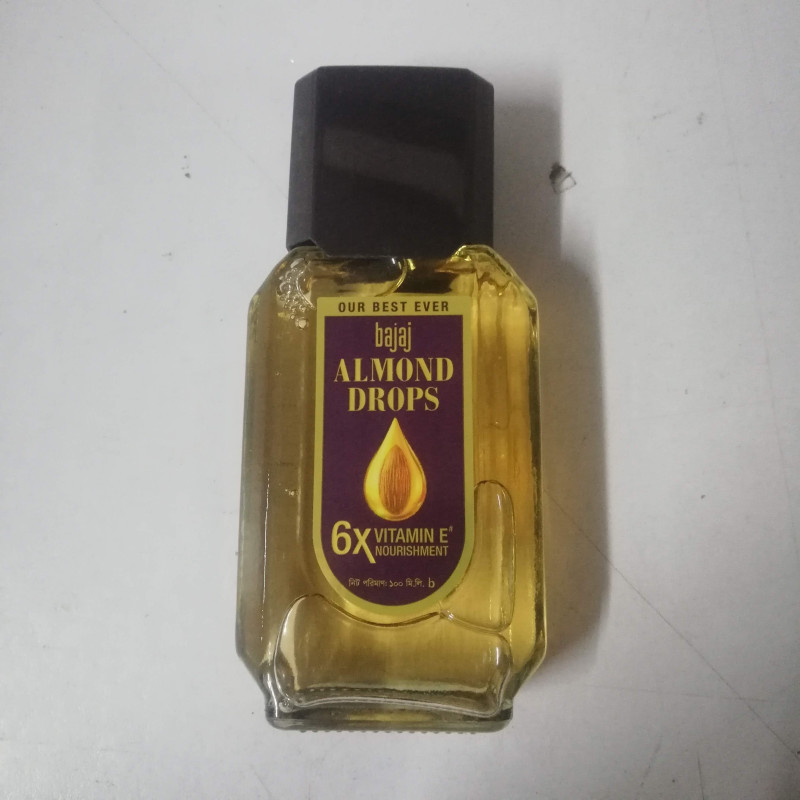 OUR BEST EVER
bajaj
ALMOND
DROPS
6X VITAMIN E#
NOURISHMENT
নিট পরিমাণ: ১০০ মি.লি. b